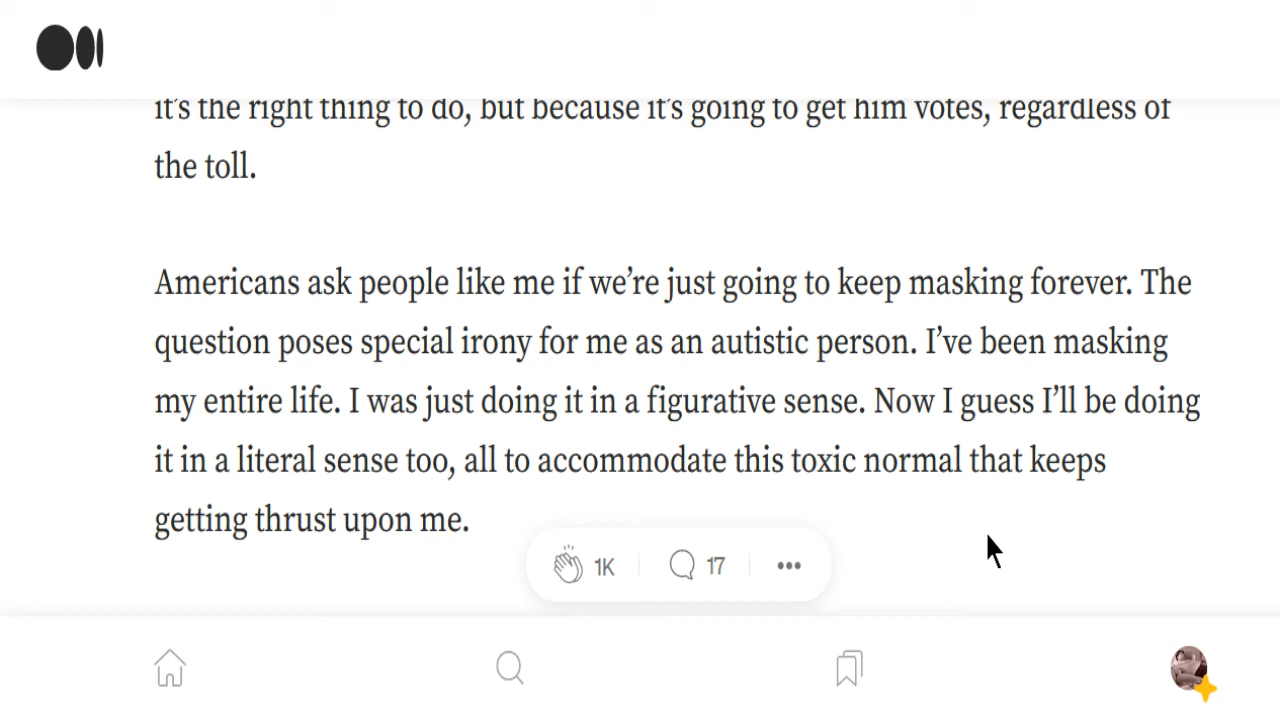 it's the right thing to do, but because it's going to get him votes, regardless of
the toll.
Americans ask people like me if we’re just going to keep masking forever. The
question poses special irony for me as an autistic person. I’ve been masking
my entire life. I was just doing it in a figurative sense. Now I guess I’ll be doing
it in a literal sense too, all to accommodate this toxic normal that keeps
getting thrust upon me.
1K
17